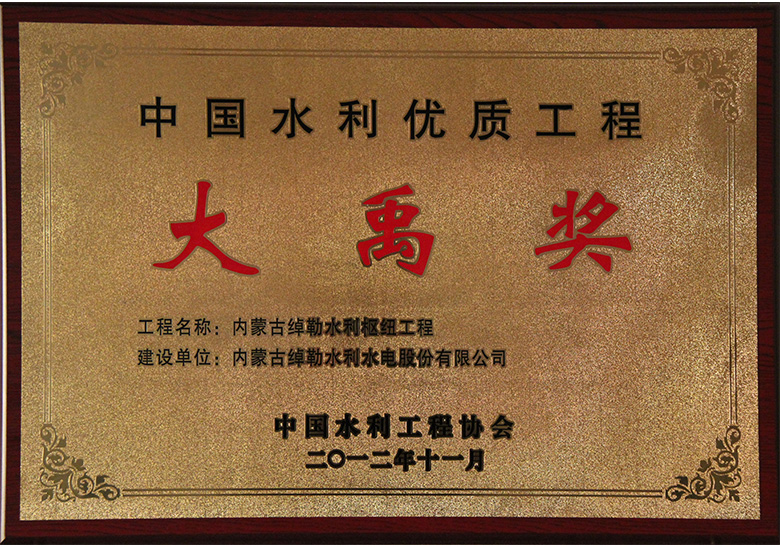 中国水利优质工程
大禹奖
工程名称：内蒙古绰勒水利枢纽工程
建设单位：内蒙古绰勒水利水电股份有限公司
中国水利工程协会
二〇一二年十一月